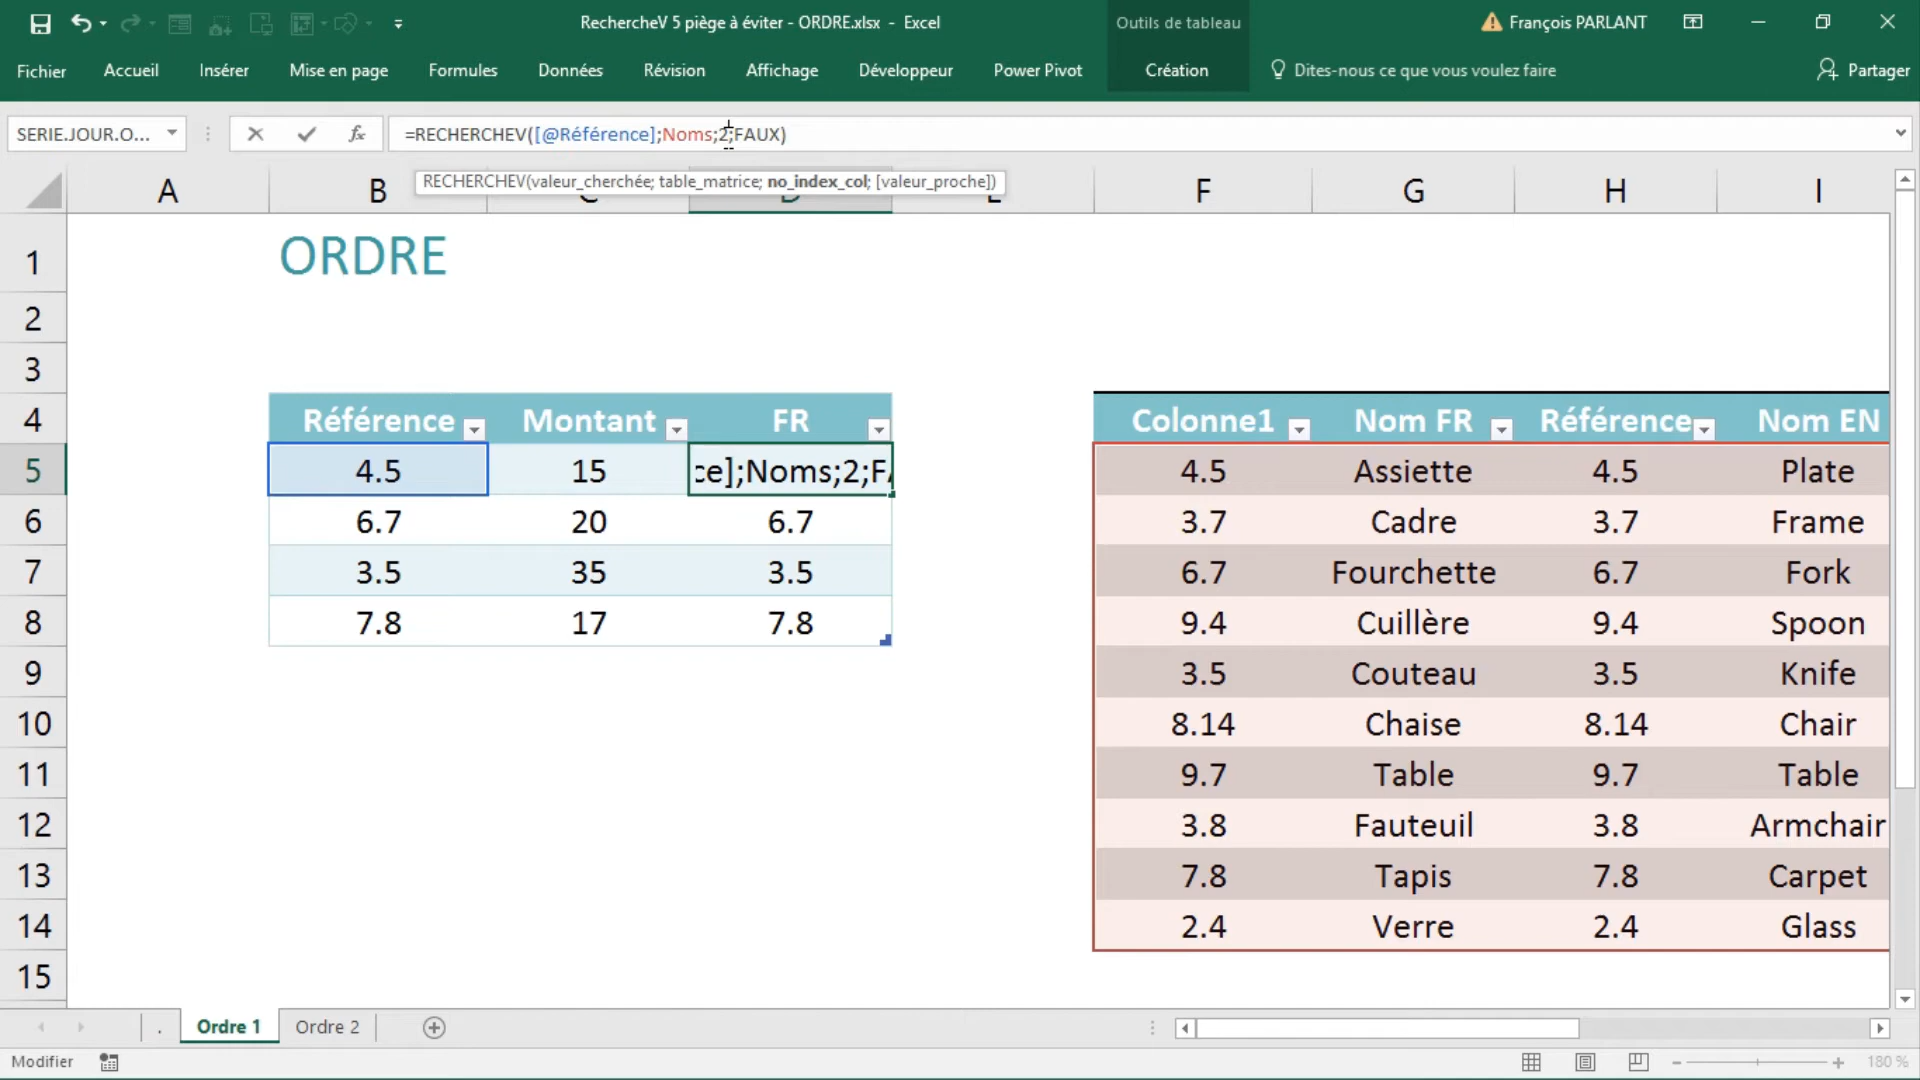 RechercheV 5 piège à éviter - ORDRE.xlsx - Excel
Outils de tableau
François PARLANT
Fichier Accueil Insérer Mise en page Formules Données Révision Affichage Développeur Power Pivot Création Dites-nous ce que vous voulez faire Partager
SERIE.JOUR.O... fx =RECHERCHEV([@Référence];Noms;2;FAUX)
RECHERCHEV(valeur_cherchée; table_matrice; no_index_col; [valeur_proche])
A B C D E F G H I
1 ORDRE
2
3
4 Référence Montant FR Colonne1 Nom FR Référence Nom EN
5 4.5 15 ce];Noms;2;FA 4.5 Assiette 4.5 Plate
6 6.7 20 6.7 3.7 Cadre 3.7 Frame
7 3.5 35 3.5 6.7 Fourchette 6.7 Fork
8 7.8 17 7.8 9.4 Cuillère 9.4 Spoon
9 3.5 Couteau 3.5 Knife
10 8.14 Chaise 8.14 Chair
11 9.7 Table 9.7 Table
12 3.8 Fauteuil 3.8 Armchair
13 7.8 Tapis 7.8 Carpet
14 2.4 Verre 2.4 Glass
15
. Ordre 1 Ordre 2
Modifier 180 %